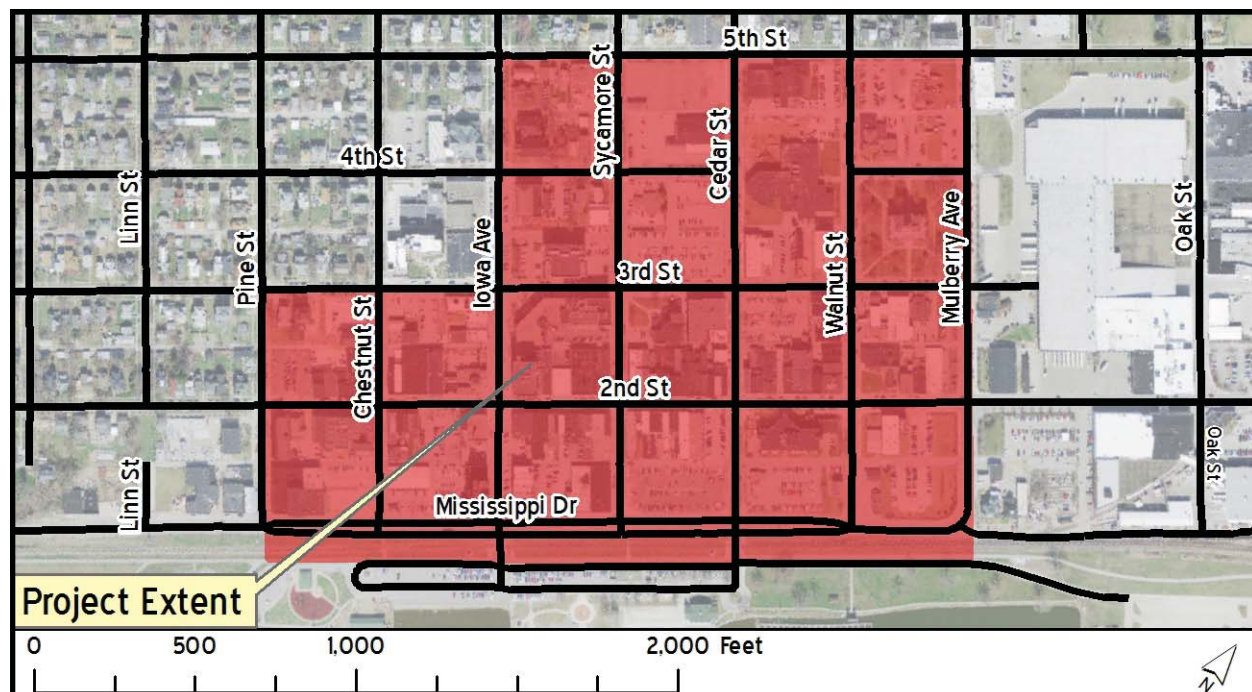 5th St
Sycamore St
Cedar St
4th St
Linn St
Pine St
Iowa Ave
3rd St
Walnut St
Mulberry Ave
Oak St
Chestnut St
2nd St
Linn St
Mississippi Dr
Oak St
Project Extent
0 500 1,000 2,000 Feet
N